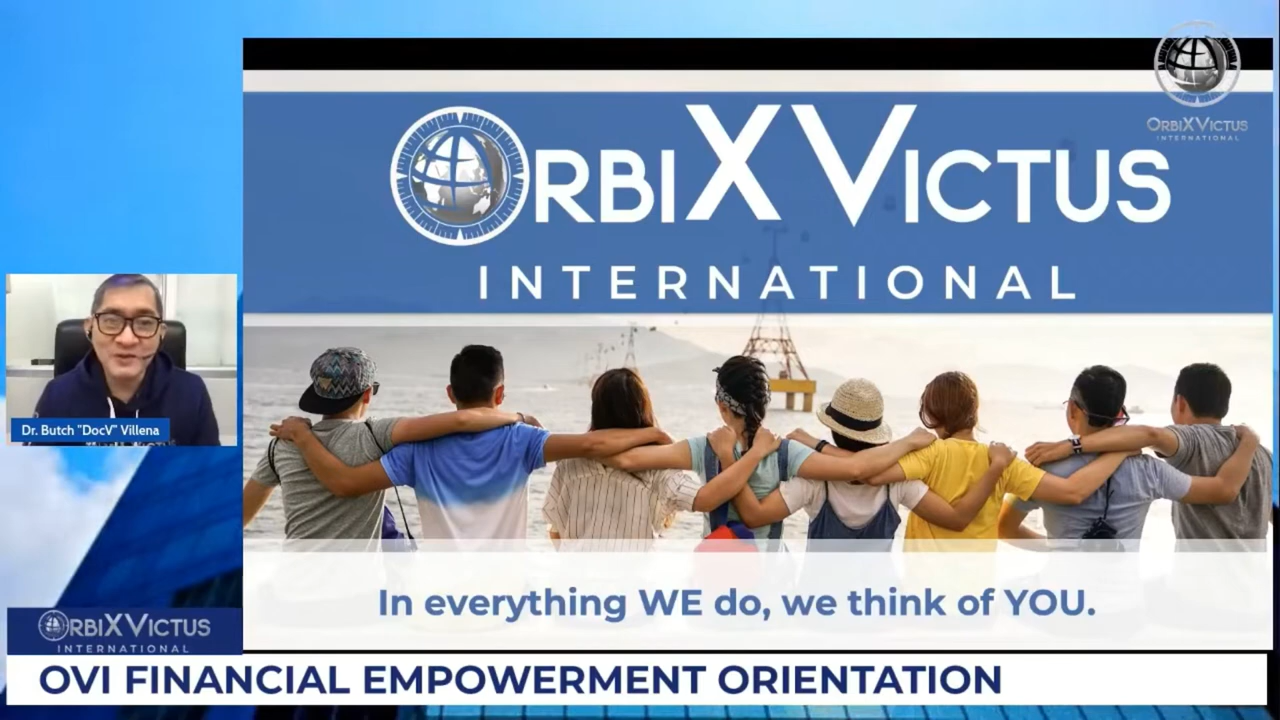 ORBIXVICTUS
INTERNATIONAL
ORBIXVICTUS
INTERNATIONAL
Dr. Butch "DocV" Villena
In everything WE do, we think of YOU.
ORBIXVICTUS
INTERNATIONAL
OVI FINANCIAL EMPOWERMENT ORIENTATION